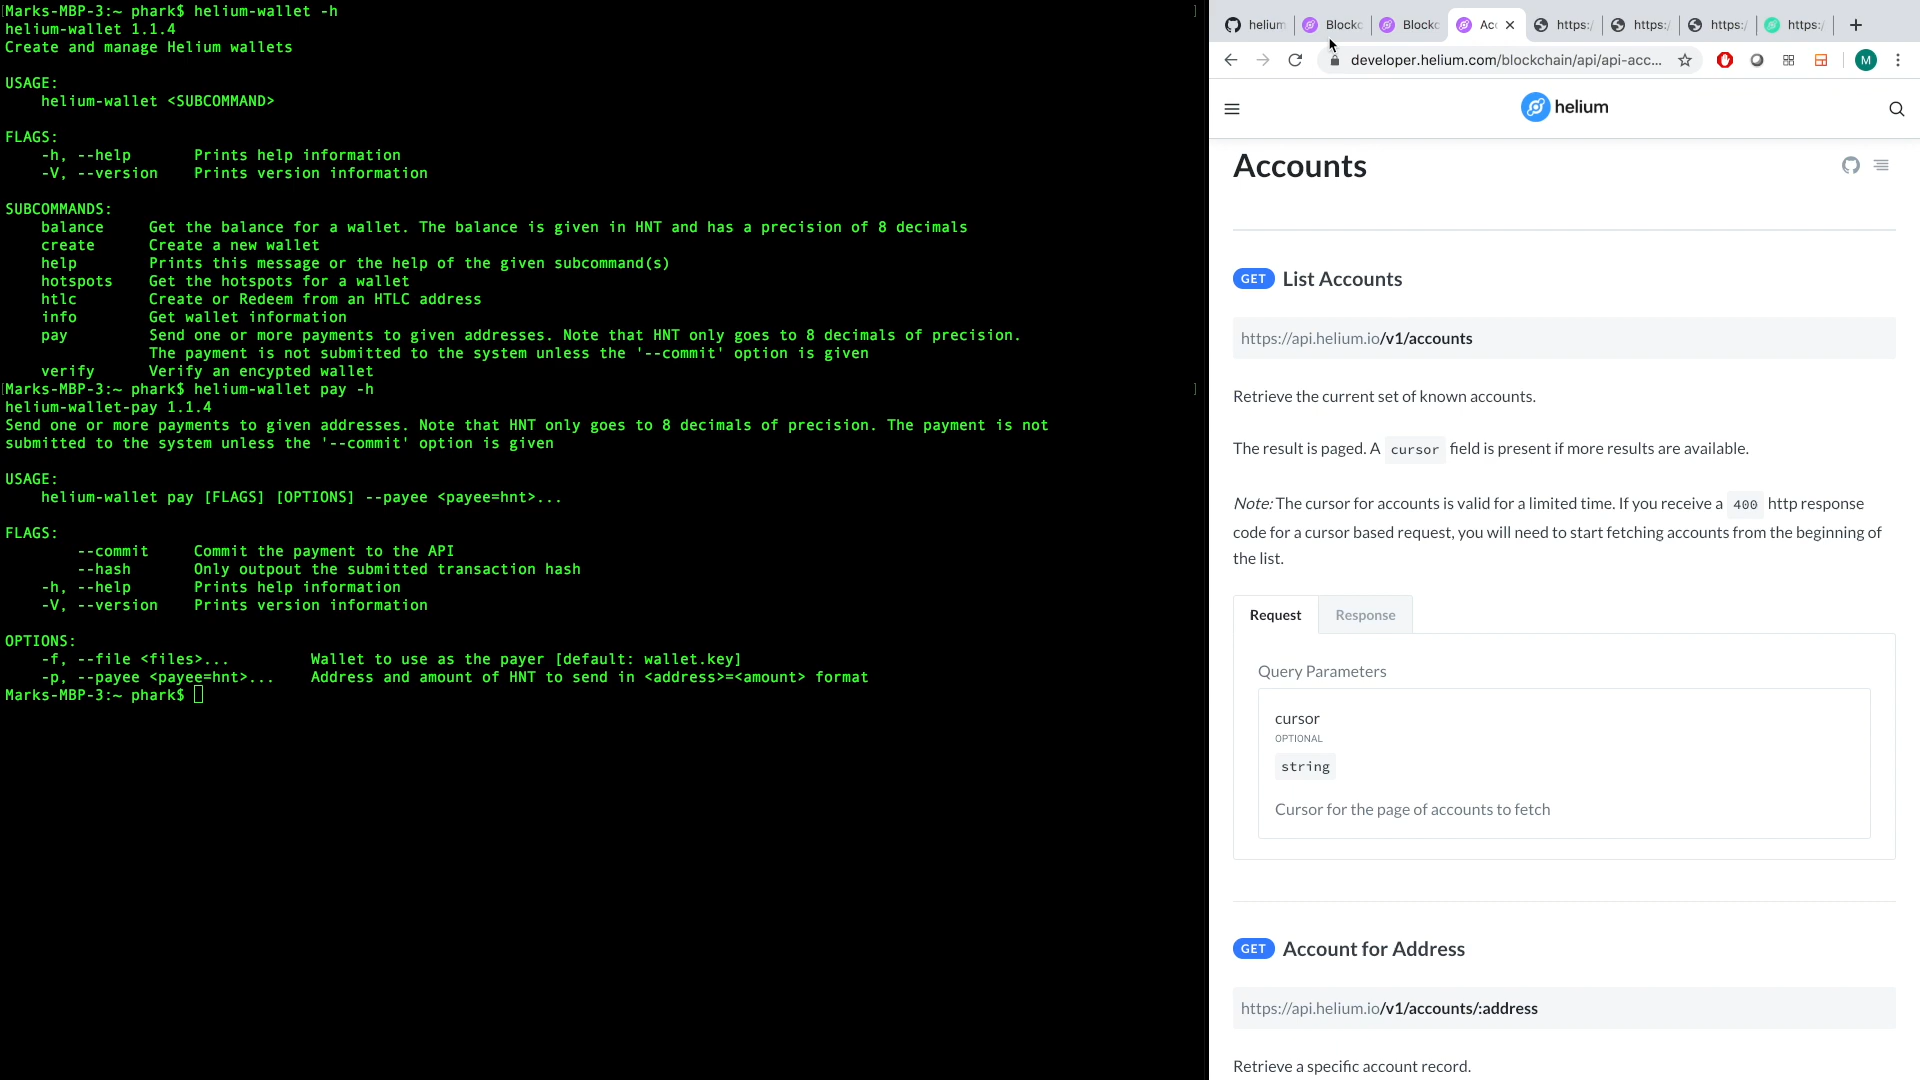 Marks-MBP-3:~ phark$ helium-wallet -h
helium-wallet 1.1.4
Create and manage Helium wallets
USAGE:
helium-wallet <SUBCOMMAND>
FLAGS:
-h, --help Prints help information
-V, --version Prints version information
SUBCOMMANDS:
balance Get the balance for a wallet. The balance is given in HNT and has a precision of 8 decimals
create Create a new wallet
help Prints this message or the help of the given subcommand(s)
hotspots Get the hotspots for a wallet
htlc Create or Redeem from an HTLC address
info Get wallet information
pay Send one or more payments to given addresses. Note that HNT only goes to 8 decimals of precision.
The payment is not submitted to the system unless the '--commit' option is given
verify Verify an encrypted wallet
Marks-MBP-3:~ phark$ helium-wallet pay -h
helium-wallet-pay 1.1.4
Send one or more payments to given addresses. Note that HNT only goes to 8 decimals of precision. The payment is not
submitted to the system unless the '--commit' option is given
USAGE:
helium-wallet pay [FLAGS] [OPTIONS] --payee <payee=hnt>...
FLAGS:
--commit Commit the payment to the API
--hash Only outpout the submitted transaction hash
-h, --help Prints help information
-V, --version Prints version information
OPTIONS:
-f, --file <files>... Wallet to use as the payer [default: wallet.key]
-p, --payee <payee=hnt>... Address and amount of HNT to send in <address>=<amount> format
Marks-MBP-3:~ phark$
helium Blockc Blockc Acc https:/ https:/ https:/ https:/
developer.helium.com/blockchain/api/api-acc... M
helium
Accounts
GET List Accounts
https://api.helium.io/v1/accounts
Retrieve the current set of known accounts.
The result is paged. A cursor field is present if more results are available.
Note: The cursor for accounts is valid for a limited time. If you receive a 400 http response
code for a cursor based request, you will need to start fetching accounts from the beginning of
the list.
Request Response
Query Parameters
cursor
OPTIONAL
string
Cursor for the page of accounts to fetch
GET Account for Address
https://api.helium.io/v1/accounts/:address
Retrieve a specific account record.